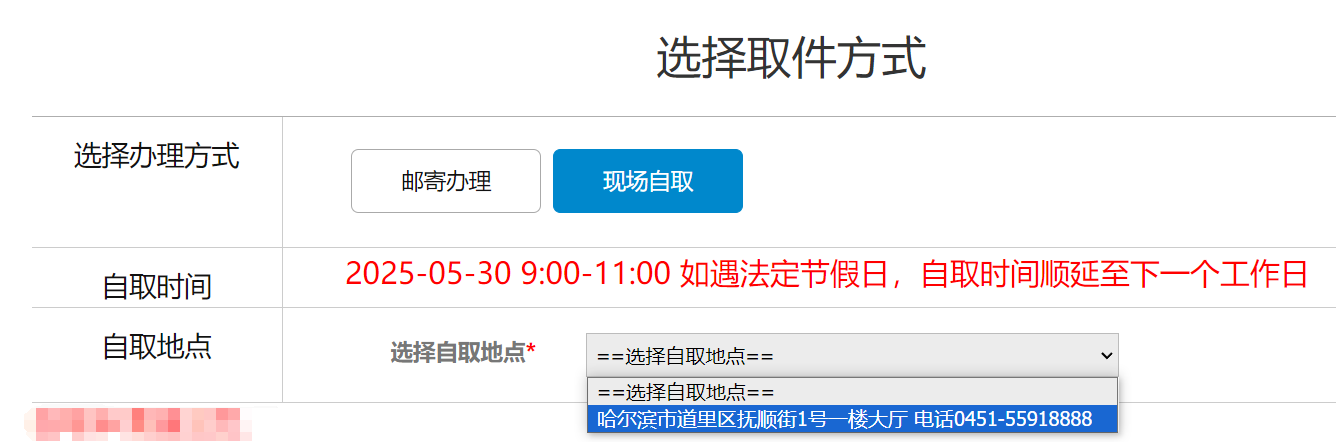 选择取件方式
选择办理方式
邮寄办理 现场自取
自取时间
2025-05-30 9:00-11:00 如遇法定节假日，自取时间顺延至下一个工作日
自取地点
选择自取地点*
==选择自取地点==
==选择自取地点==
哈尔滨市道里区抚顺街1号一楼大厅 电话0451-55918888